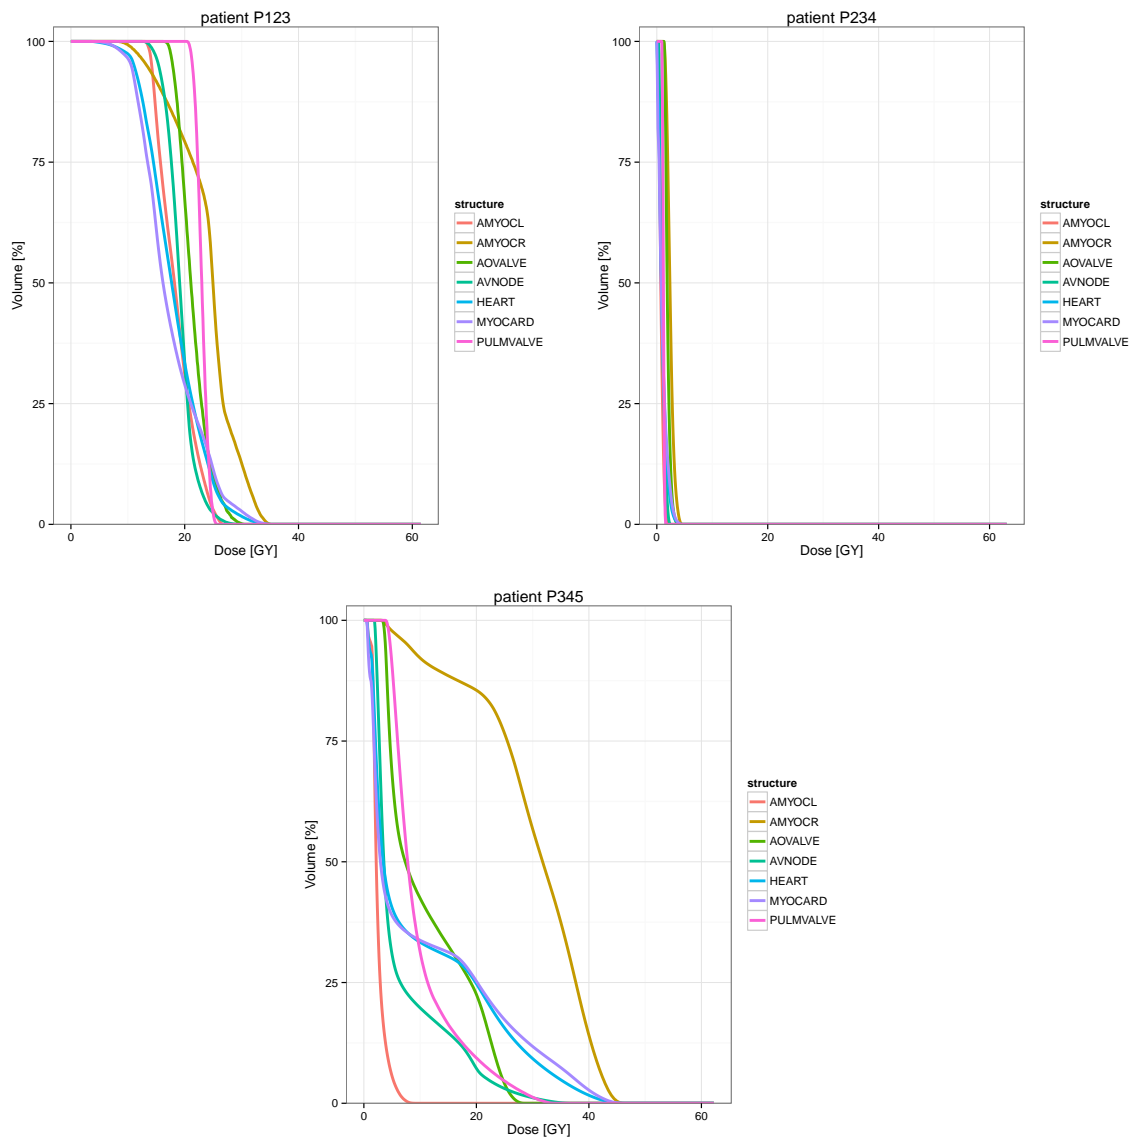 patient P123
100
75
50
25
0
Volume [%]
0 20 40 60
Dose [GY]
structure
AMYOCL
AMYOCR
AOVALVE
AVNODE
HEART
MYOCARD
PULMVALVE
patient P234
100
75
50
25
0
Volume [%]
0 20 40 60
Dose [GY]
structure
AMYOCL
AMYOCR
AOVALVE
AVNODE
HEART
MYOCARD
PULMVALVE
patient P345
100
75
50
25
0
Volume [%]
0 20 40 60
Dose [GY]
structure
AMYOCL
AMYOCR
AOVALVE
AVNODE
HEART
MYOCARD
PULMVALVE